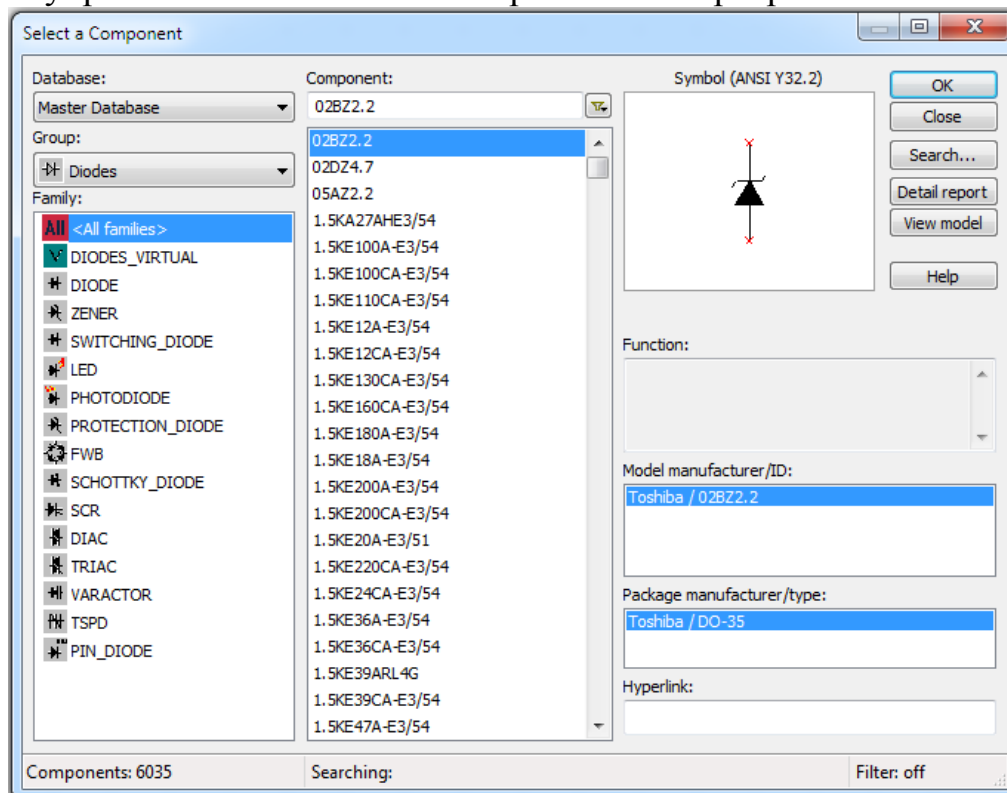 Select a Component
Database:
Master Database
Group:
Diodes
Family:
All <All families>
DIODES_VIRTUAL
DIODE
ZENER
SWITCHING_DIODE
LED
PHOTODIODE
PROTECTION_DIODE
FWB
SCHOTTKY_DIODE
SCR
DIAC
TRIAC
VARACTOR
TSPD
PIN_DIODE
Component:
02BZ2.2
02BZ2.2
02DZ4.7
05AZ2.2
1.5KA27AHE3/54
1.5KE100A-E3/54
1.5KE100CA-E3/54
1.5KE110CA-E3/54
1.5KE12A-E3/54
1.5KE12CA-E3/54
1.5KE130CA-E3/54
1.5KE160CA-E3/54
1.5KE180A-E3/54
1.5KE18A-E3/54
1.5KE200A-E3/54
1.5KE200CA-E3/54
1.5KE20A-E3/51
1.5KE220CA-E3/54
1.5KE24CA-E3/54
1.5KE36A-E3/54
1.5KE36CA-E3/54
1.5KE39ARL4G
1.5KE39CA-E3/54
1.5KE47A-E3/54
Symbol (ANSI Y32.2)
OK
Close
Search...
Detail report
View model
Help
Function:
Model manufacturer/ID:
Toshiba / 02BZ2.2
Package manufacturer/type:
Toshiba / DO-35
Hyperlink:
Components: 6035
Searching:
Filter: off